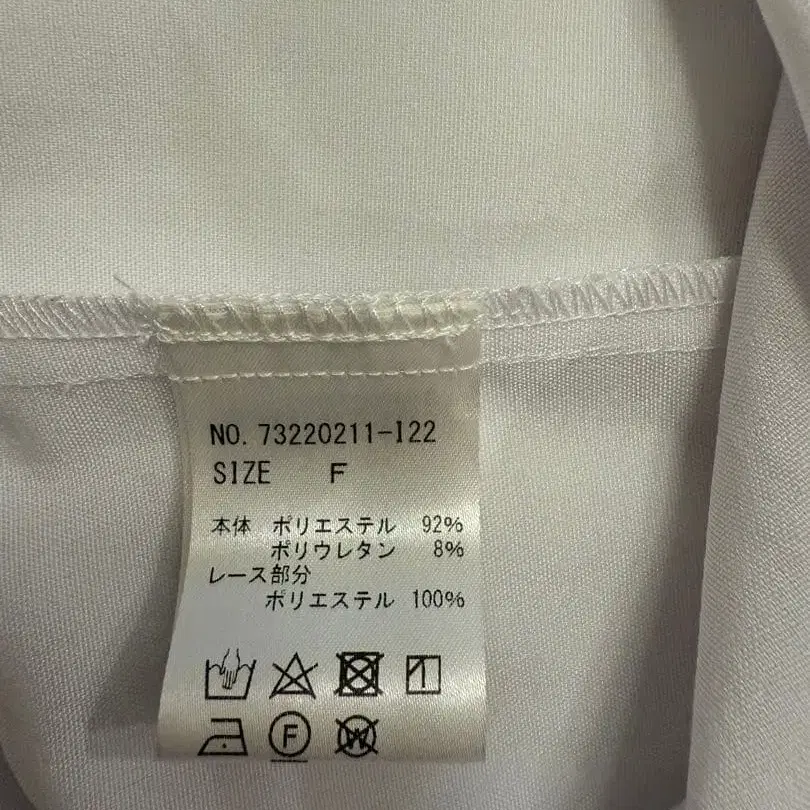 NO. 73220211-I22
SIZE F
本体 ポリエステル 92%
ポリウレタン 8%
レース部分
ポリエステル 100%
F
W